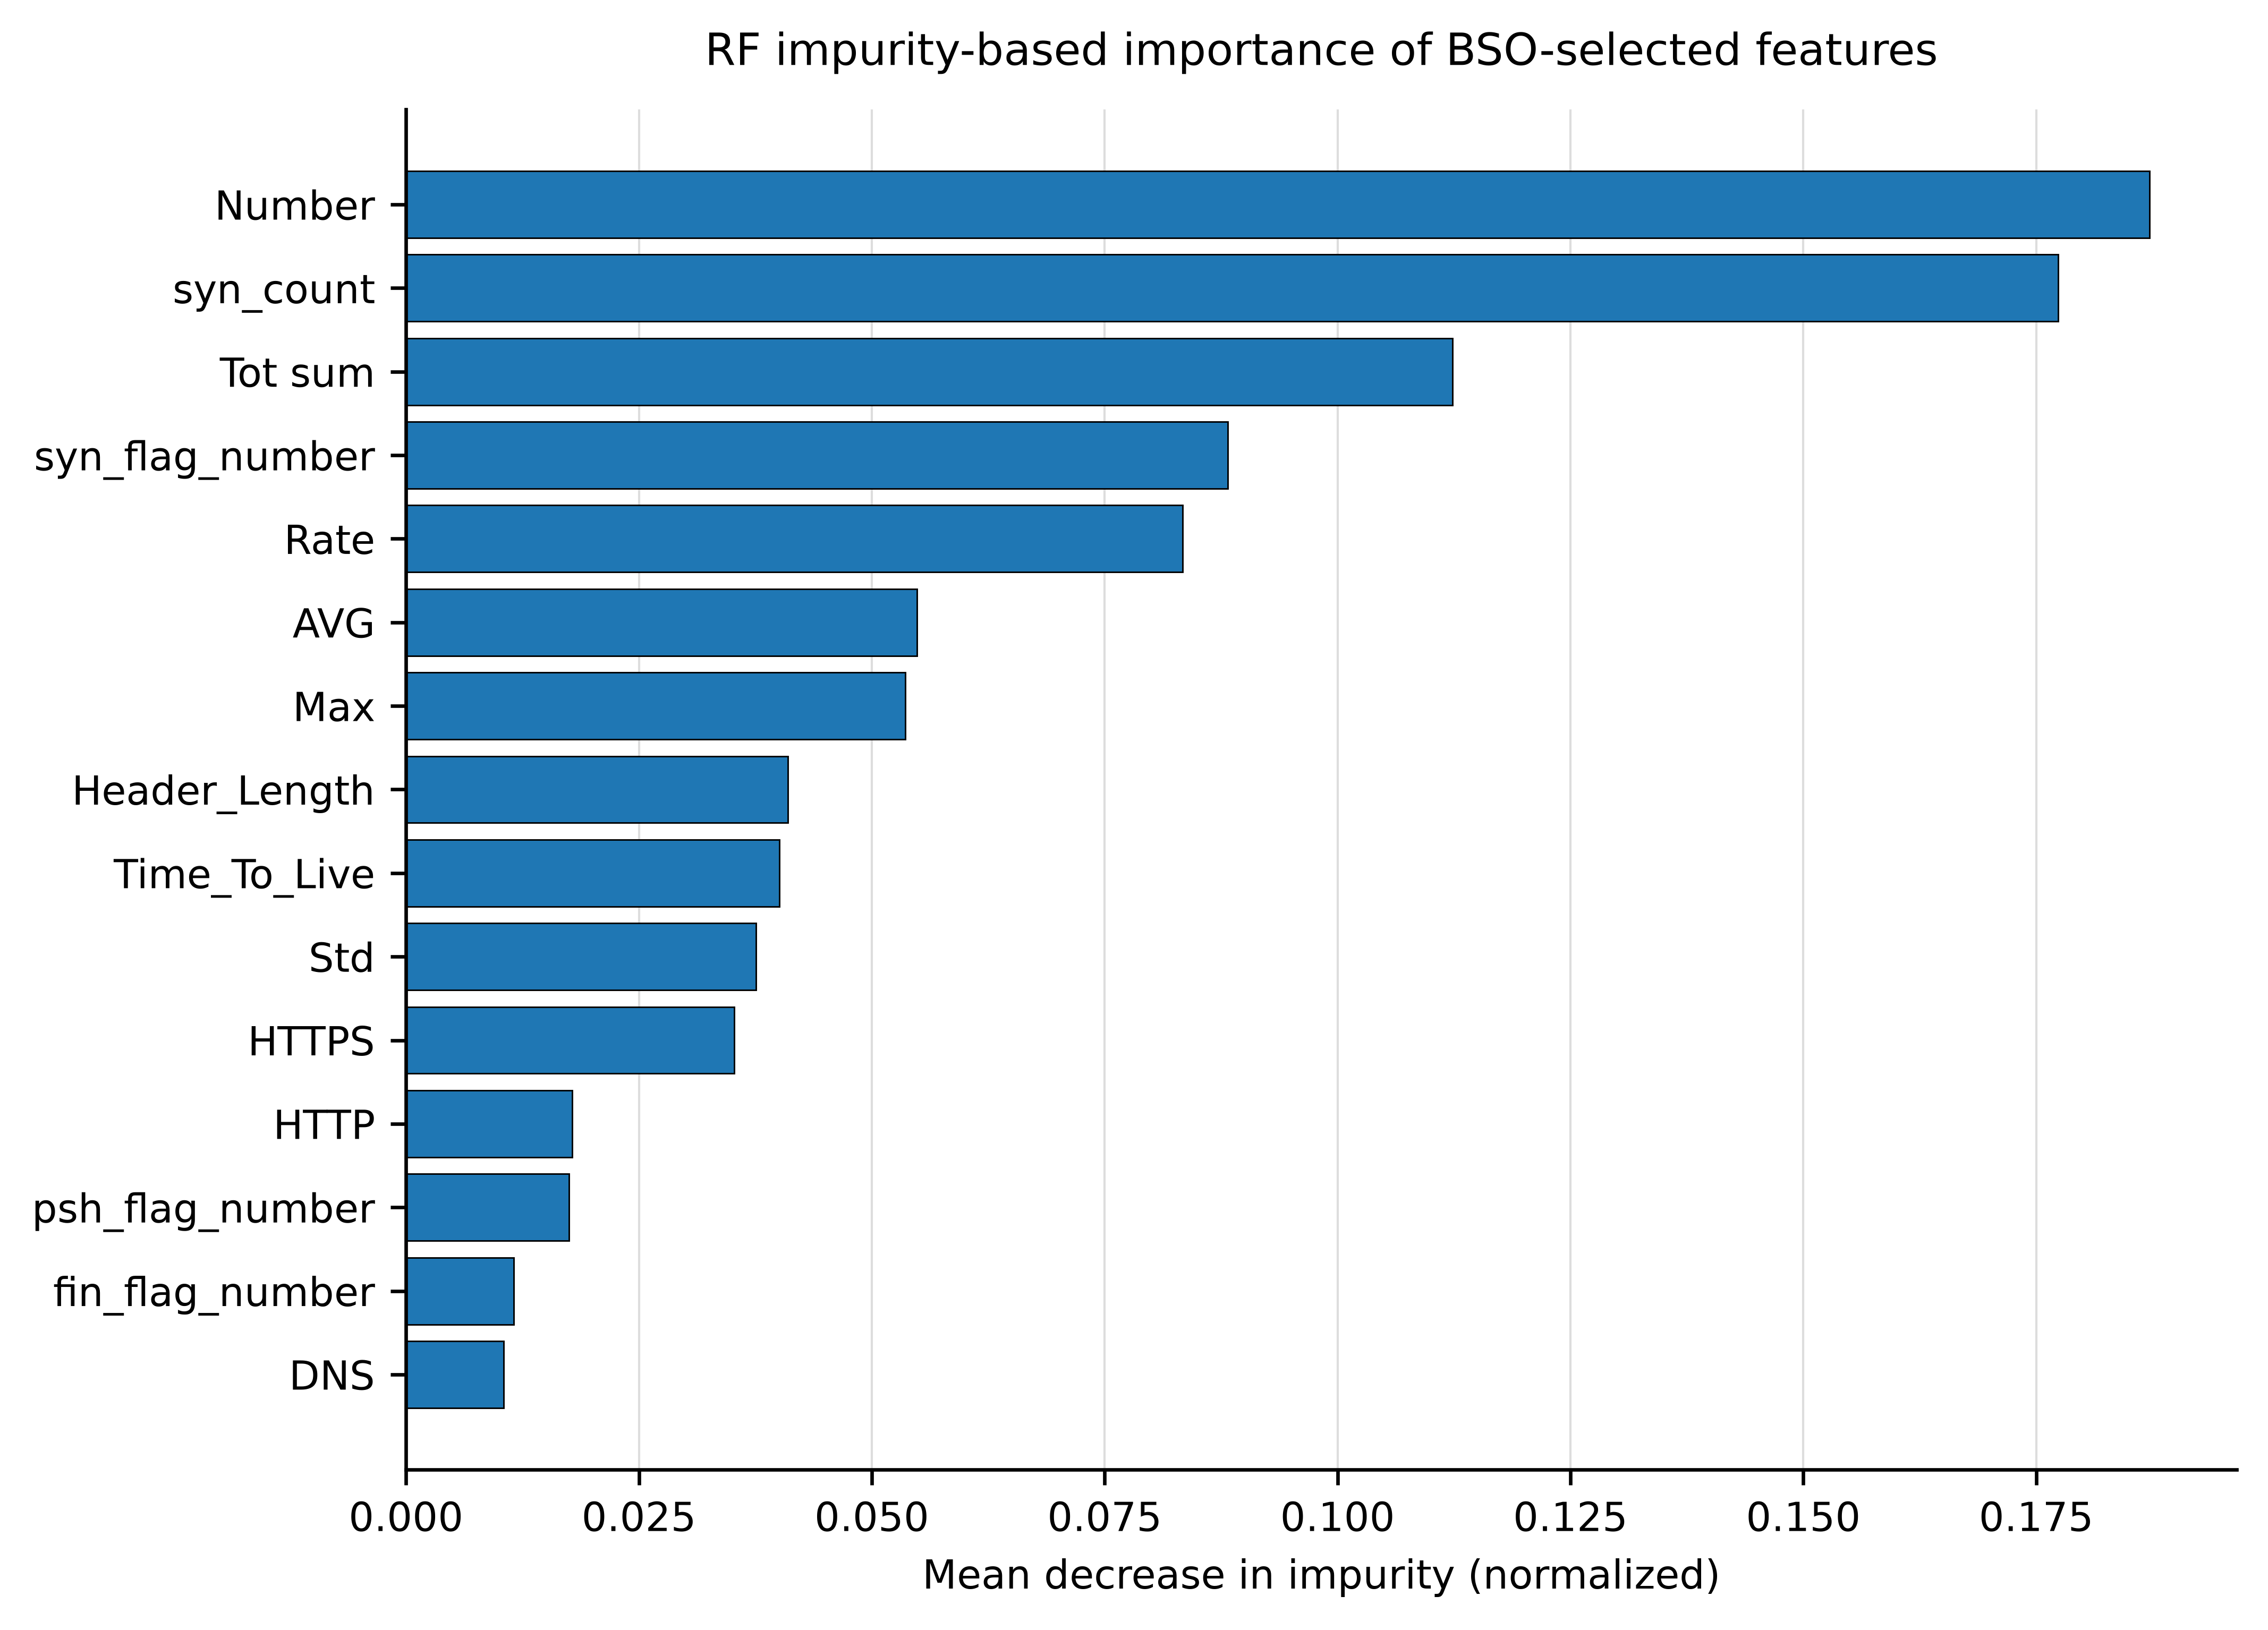 RF impurity-based importance of BSO-selected features
Number
syn_count
Tot sum
syn_flag_number
Rate
AVG
Max
Header_Length
Time_To_Live
Std
HTTPS
HTTP
psh_flag_number
fin_flag_number
DNS
0.000 0.025 0.050 0.075 0.100 0.125 0.150 0.175
Mean decrease in impurity (normalized)